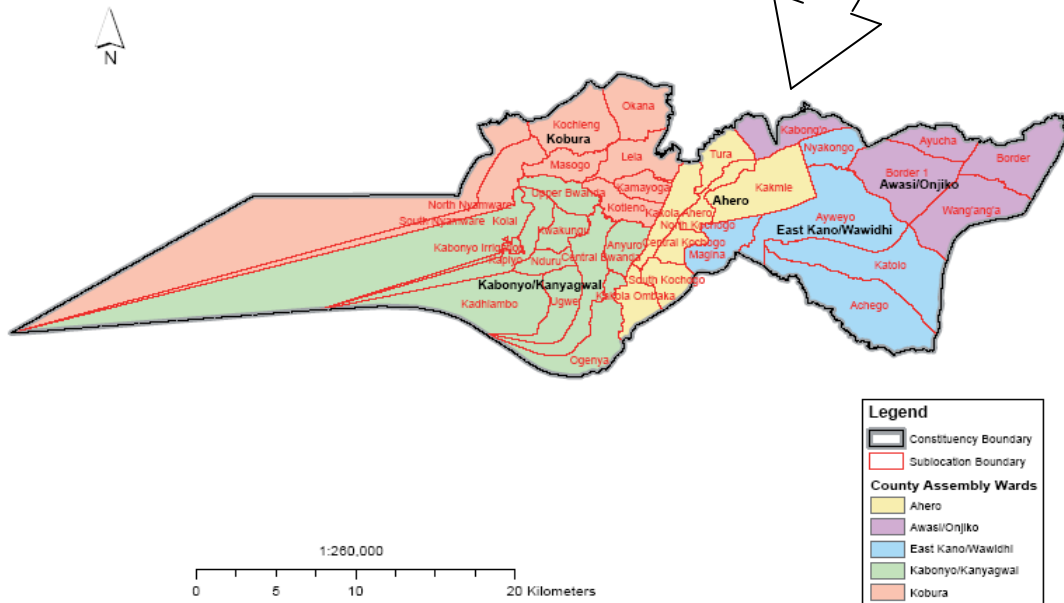 N
Okana
Kochieng
Kobura
Kabong'o
Nyakongo
Ayucha
Border
Tura
Masogo
Lela
Border 1
Awasi/Onjiko
Kakmie
Upper Bwanda
Kamayoga
Ahero
Wang'ang'a
North Nyamware
Kotieno
Kakola Ahero
South Nyamware
Kolal
North Kochogo
Ayweyo
East Kano/Wawidhi
Kwakungu
Kabonyo Irrigation
Anyuro
Central Kochogo
Magina
Kapiyo
Nduru
Central Bwanda
Katolo
Kabonyo/Kanyagwal
South Kochogo
Kadhiambo
Ugwe
Kakola Ombaka
Achego
Ogenya
Legend
Constituency Boundary
Sublocation Boundary
County Assembly Wards
Ahero
Awasi/Onjiko
East Kano/Wawidhi
Kabonyo/Kanyagwal
Kobura
1:260,000
0 5 10 20 Kilometers